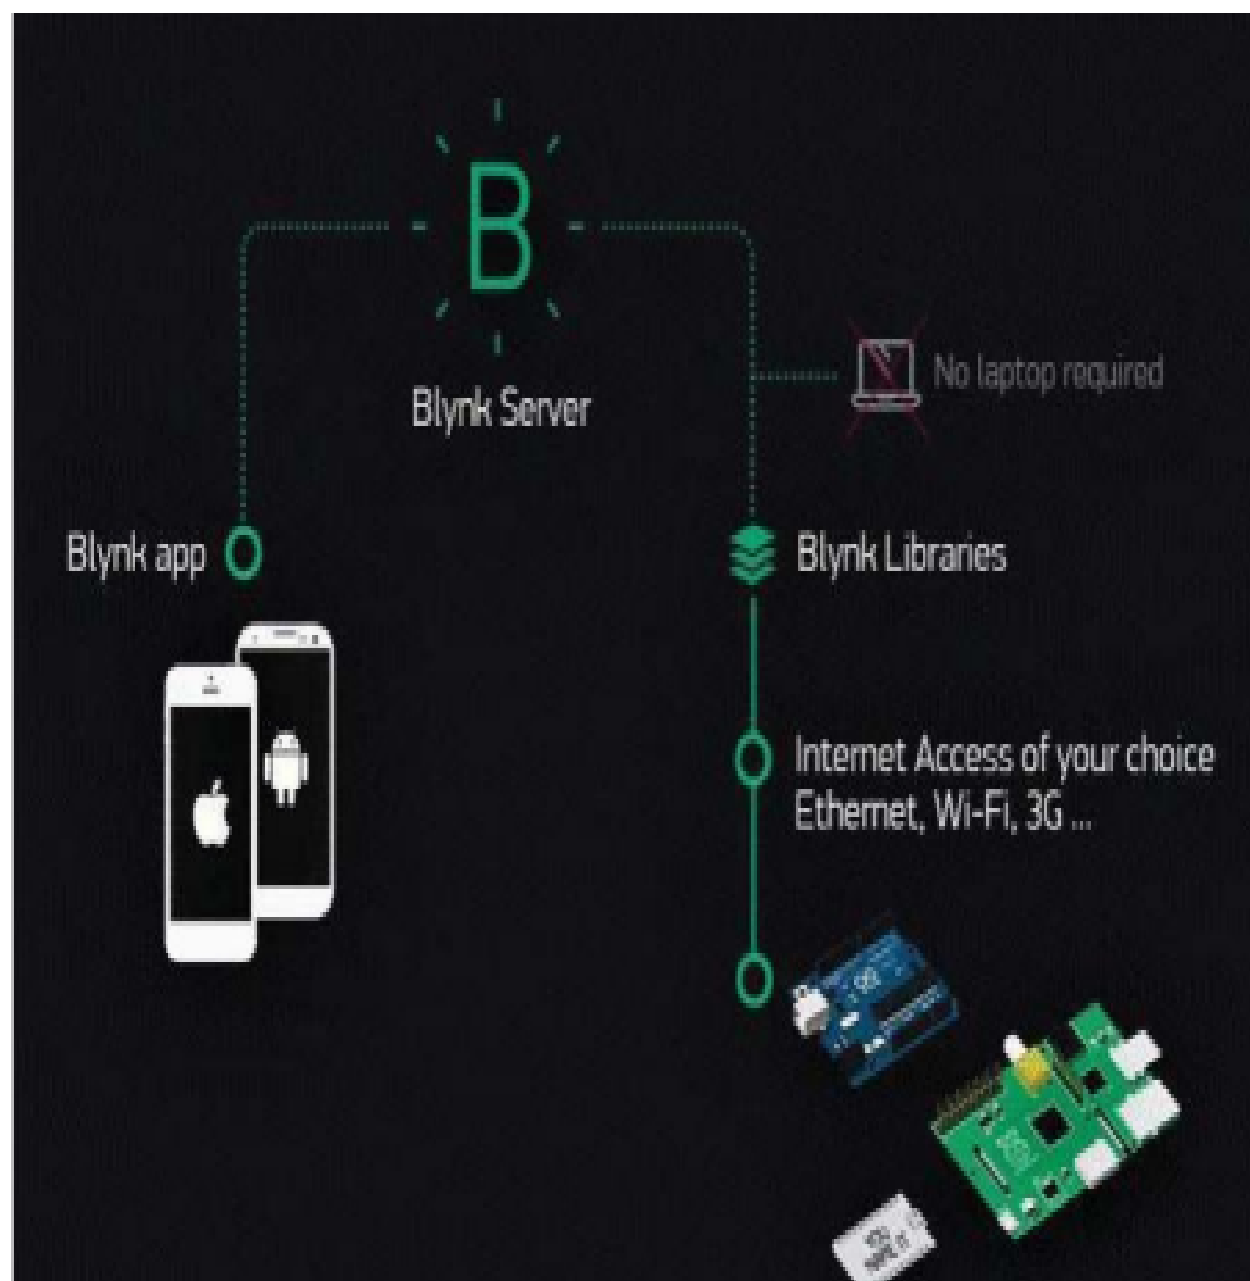 B
Blynk Server
No laptop required
Blynk app
Blynk Libraries
Internet Access of your choice
Ethernet, Wi-Fi, 3G ...